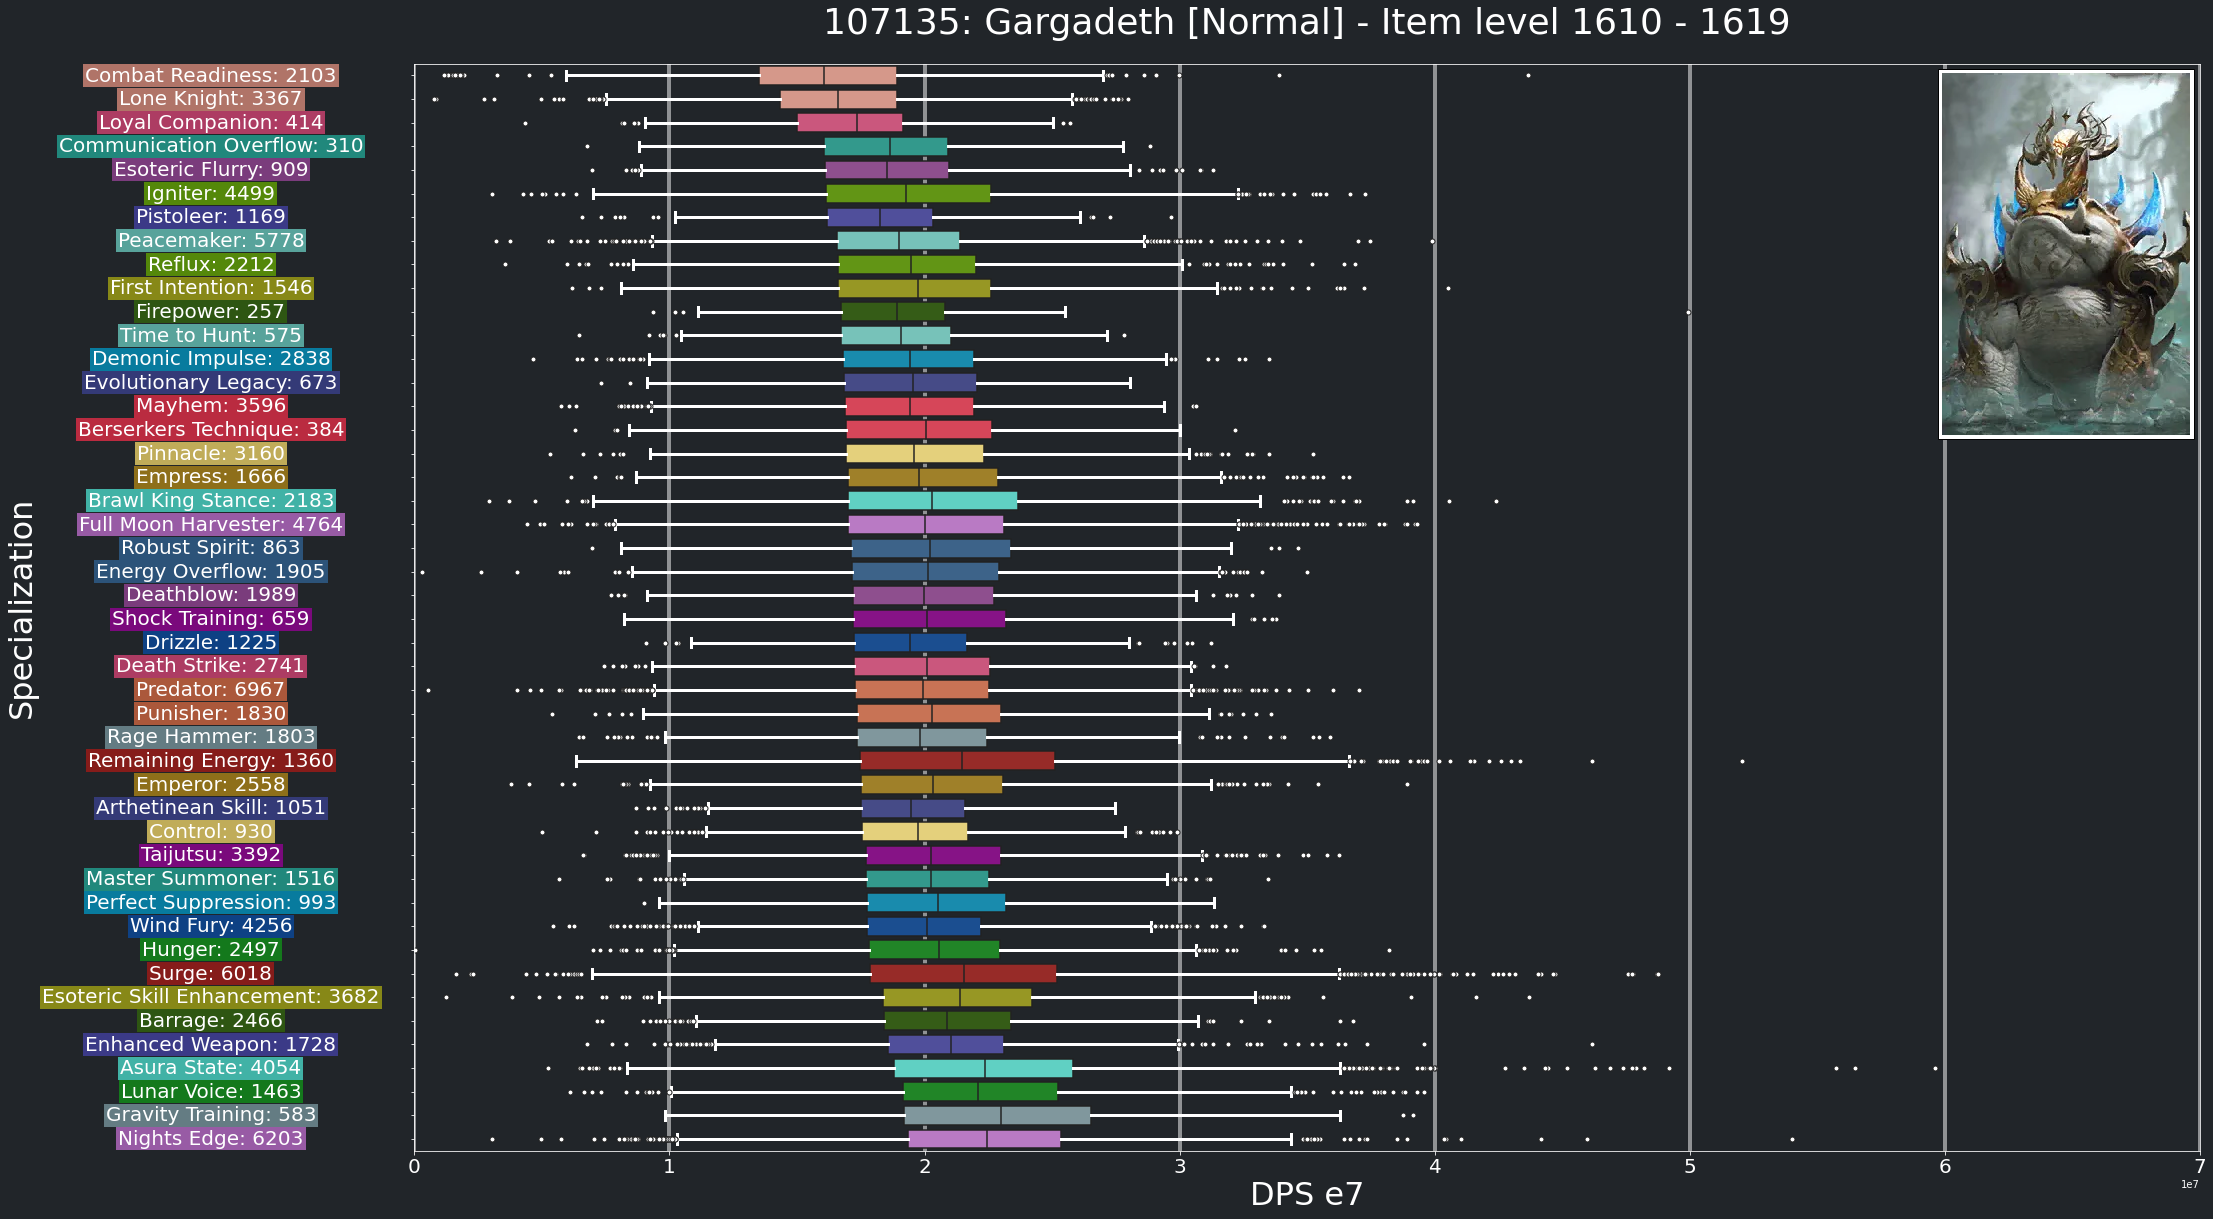 107135: Gargadeth [Normal] - Item level 1610 - 1619
Specialization
Combat Readiness: 2103
Lone Knight: 3367
Loyal Companion: 414
Communication Overflow: 310
Esoteric Flurry: 909
Igniter: 4499
Pistoleer: 1169
Peacemaker: 5778
Reflux: 2212
First Intention: 1546
Firepower: 257
Time to Hunt: 575
Demonic Impulse: 2838
Evolutionary Legacy: 673
Mayhem: 3596
Berserkers Technique: 384
Pinnacle: 3160
Empress: 1666
Brawl King Stance: 2183
Full Moon Harvester: 4764
Robust Spirit: 863
Energy Overflow: 1905
Deathblow: 1989
Shock Training: 659
Drizzle: 1225
Death Strike: 2741
Predator: 6967
Punisher: 1830
Rage Hammer: 1803
Remaining Energy: 1360
Emperor: 2558
Arthetinean Skill: 1051
Control: 930
Taijutsu: 3392
Master Summoner: 1516
Perfect Suppression: 993
Wind Fury: 4256
Hunger: 2497
Surge: 6018
Esoteric Skill Enhancement: 3682
Barrage: 2466
Enhanced Weapon: 1728
Asura State: 4054
Lunar Voice: 1463
Gravity Training: 583
Nights Edge: 6203
0 1 2 3 4 5 6 7
DPS e7
1e7